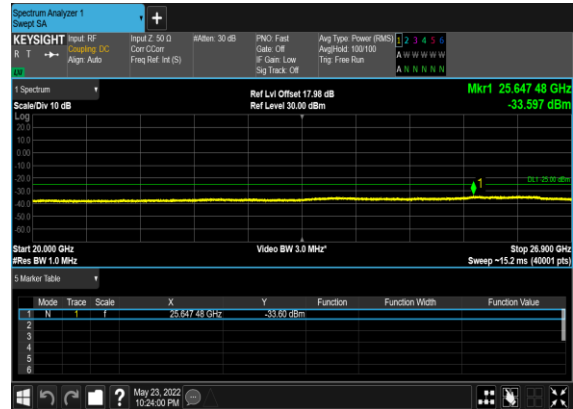 Spectrum Analyzer 1
Swept SA
+
KEYSIGHT Input: RF Input Z: 50 Ω #Atten: 30 dB PNO: Fast Avg Type: Power (RMS) 1 2 3 4 5 6
R T Coupling: DC Corr CCorr Gate: Off Avg|Hold: 100/100 A W W W W W
Align: Auto Freq Ref: Int (S) IF Gain: Low Trig: Free Run
Sig Track: Off A N N N N N
1 Spectrum
Ref Lvl Offset 17.98 dB Mkr1 25.647 48 GHz
Scale/Div 10 dB Ref Level 30.00 dBm -33.597 dBm
Log
20.0
10.0
0.00
-10.0
-20.0 1 DL1 -25.00 dBm
-30.0
-40.0
-50.0
-60.0
Start 20.000 GHz Video BW 3.0 MHz* Stop 26.900 GHz
#Res BW 1.0 MHz Sweep ~15.2 ms (40001 pts)
5 Marker Table
Mode Trace Scale X Y Function Function Width Function Value
1 N 1 f 25.647 48 GHz -33.60 dBm
2
3
4
5
6
? May 23, 2022
10:24:00 PM